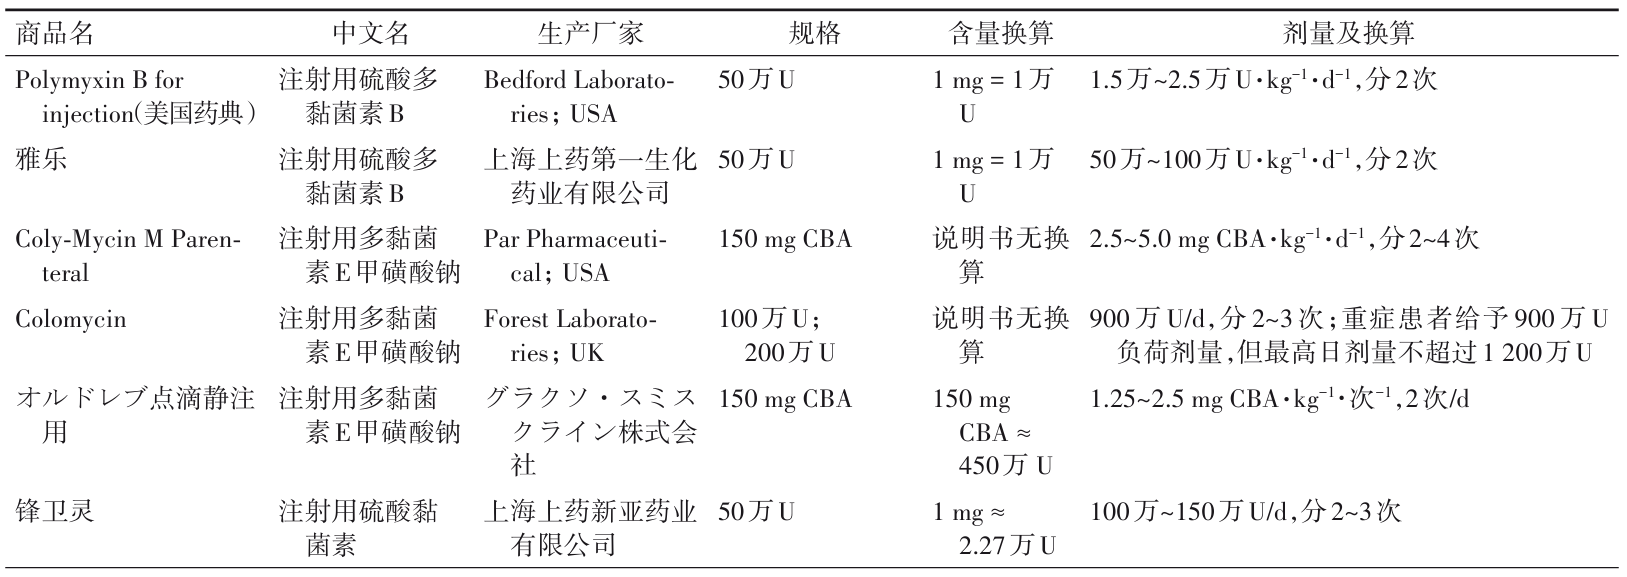 商品名 中文名 生产厂家 规格 含量换算 剂量及换算
Polymyxin B for 注射用硫酸多 Bedford Laborato- 50万U 1 mg = 1万 1.5万~2.5万U·kg⁻¹·d⁻¹,分2次
injection(美国药典) 黏菌素B ries; USA U
雅乐 注射用硫酸多 上海上药第一生化 50万U 1 mg = 1万 50万~100万U·kg⁻¹·d⁻¹,分2次
黏菌素B 药业有限公司 U
Coly-Mycin M Paren- 注射用多黏菌 Par Pharmaceuti- 150 mg CBA 说明书无换 2.5~5.0 mg CBA·kg⁻¹·d⁻¹,分2~4次
teral 素E甲磺酸钠 cal; USA 算
Colomycin 注射用多黏菌 Forest Laborato- 100万U; 说明书无换 900万U/d,分2~3次;重症患者给予900万U
素E甲磺酸钠 ries; UK 200万U 算 负荷剂量,但最高日剂量不超过1 200万U
オルドレブ点滴静注 注射用多黏菌 グラクソ・スミス 150 mg CBA 150 mg 1.25~2.5 mg CBA·kg⁻¹·次⁻¹,2次/d
用 素E甲磺酸钠 クライン株式会 CBA ≈
社 450万 U
锋卫灵 注射用硫酸黏 上海上药新亚药业 50万U 1 mg ≈ 100万~150万U/d,分2~3次
菌素 有限公司 2.27万U